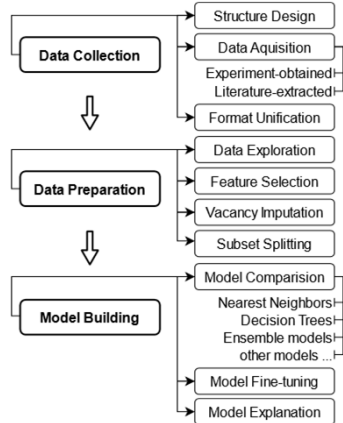 Structure Design
Data Collection
Data Aquisition
Experiment-obtained
Literature-extracted
Format Unification
Data Exploration
Data Preparation
Feature Selection
Vacancy Imputation
Subset Splitting
Model Comparision
Model Building
Nearest Neighbors
Decision Trees
Ensemble models
other models ...
Model Fine-tuning
Model Explanation